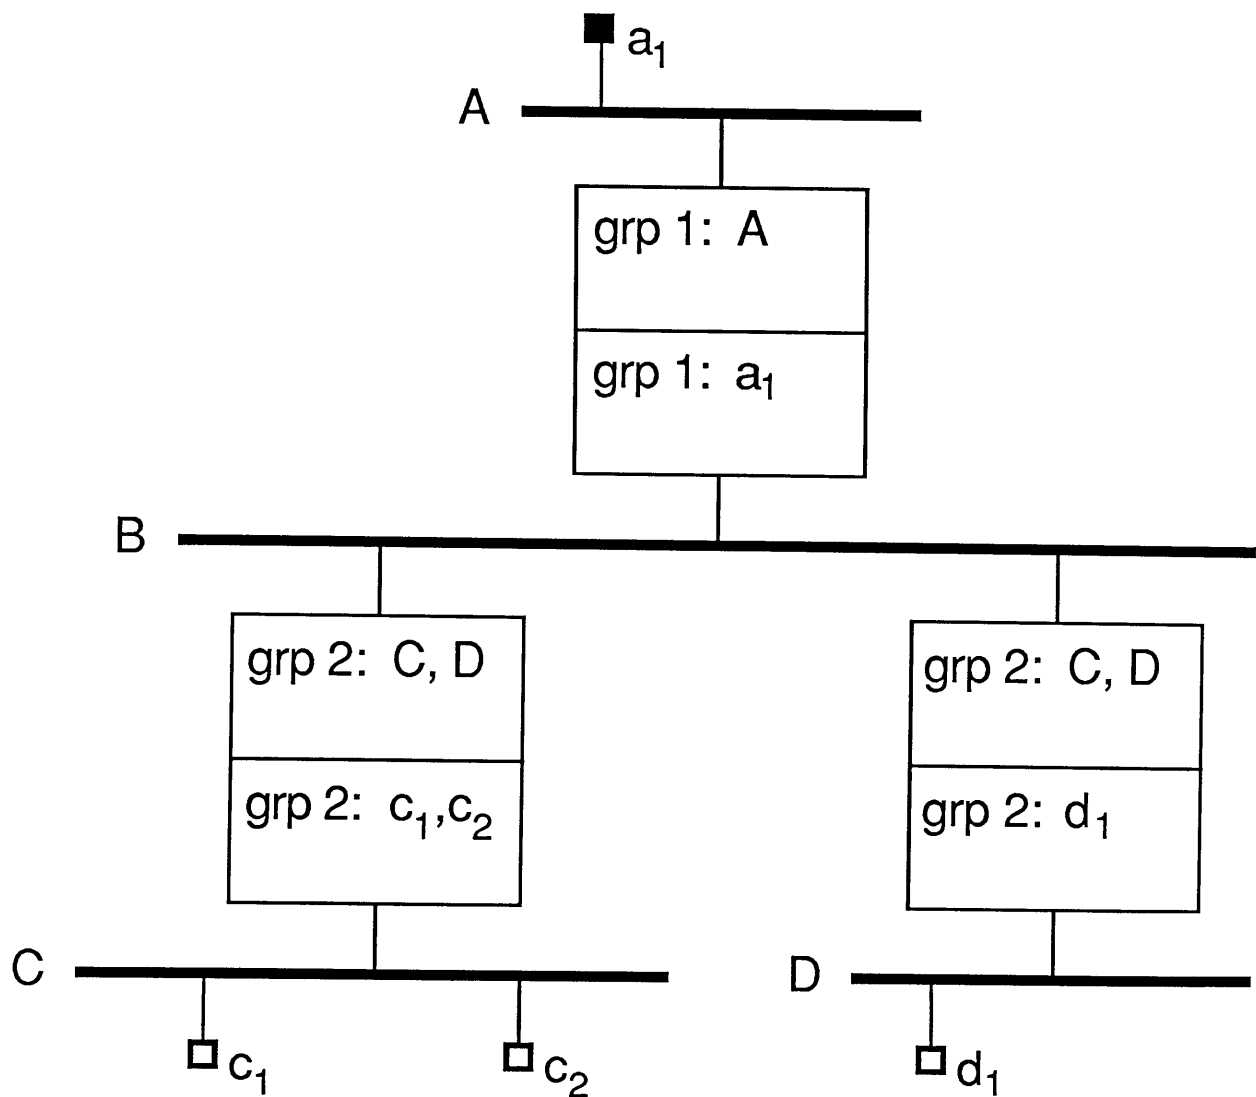 a₁
A
grp 1: A
grp 1: a₁
B
grp 2: C, D
grp 2: C, D
grp 2: c₁,c₂
grp 2: d₁
C
D
c₁
c₂
d₁